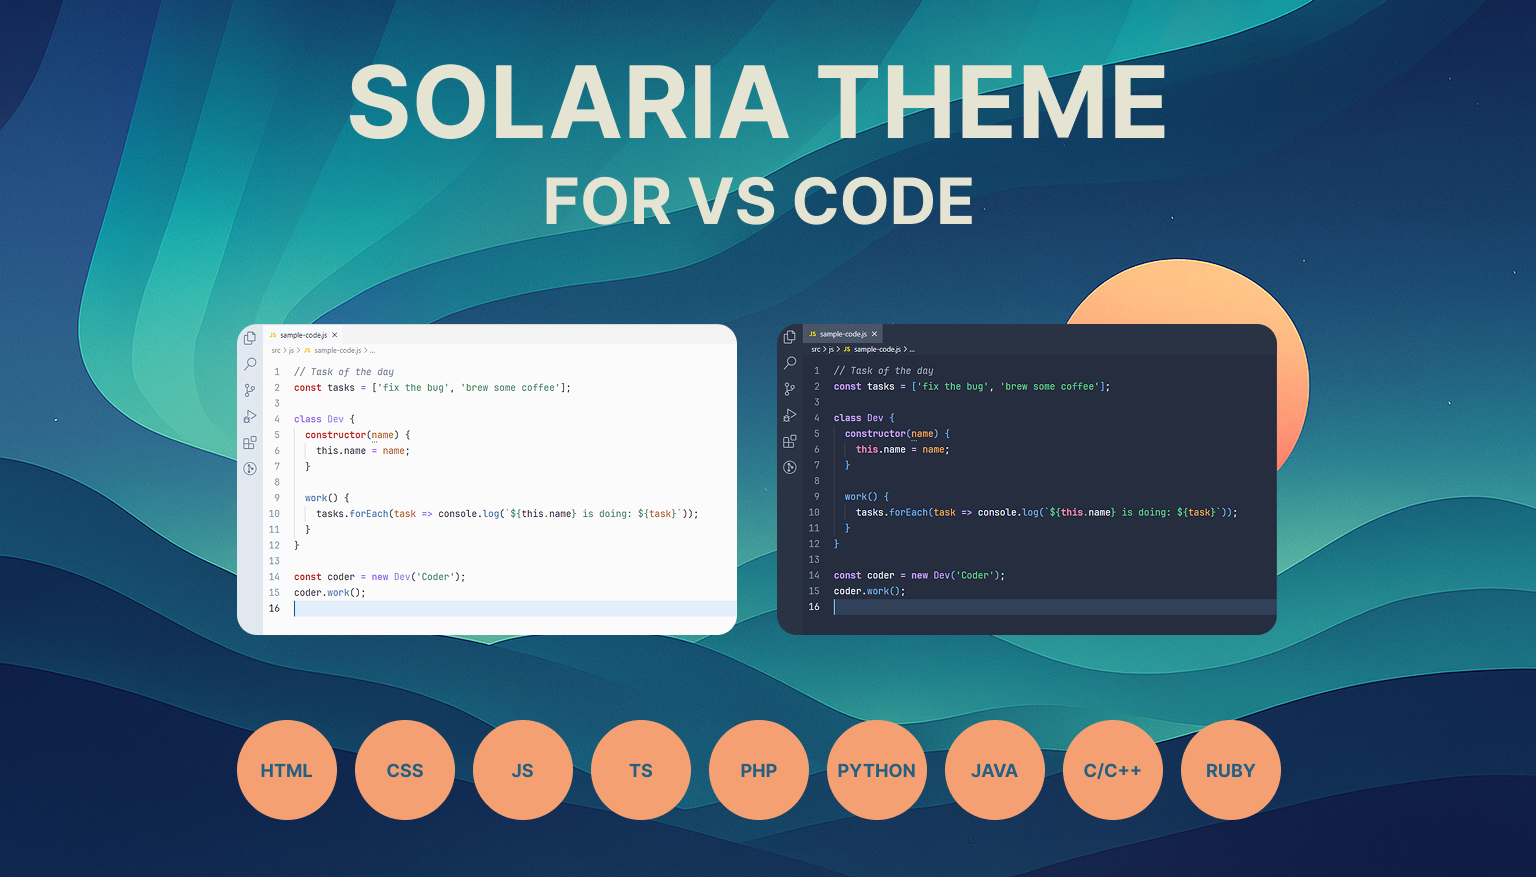 SOLARIA THEME
FOR VS CODE
JS sample-code.js ×
src > js > JS sample-code.js > ...
1 // Task of the day
2 const tasks = ['fix the bug', 'brew some coffee'];
3
4 class Dev {
5 constructor(name) {
6 this.name = name;
7 }
8
9 work() {
10 tasks.forEach(task => console.log(`${this.name} is doing: ${task}`));
11 }
12 }
13
14 const coder = new Dev('Coder');
15 coder.work();
16
JS sample-code.js ×
src > js > JS sample-code.js > ...
1 // Task of the day
2 const tasks = ['fix the bug', 'brew some coffee'];
3
4 class Dev {
5 constructor(name) {
6 this.name = name;
7 }
8
9 work() {
10 tasks.forEach(task => console.log(`${this.name} is doing: ${task}`));
11 }
12 }
13
14 const coder = new Dev('Coder');
15 coder.work();
16
HTML
CSS
JS
TS
PHP
PYTHON
JAVA
C/C++
RUBY